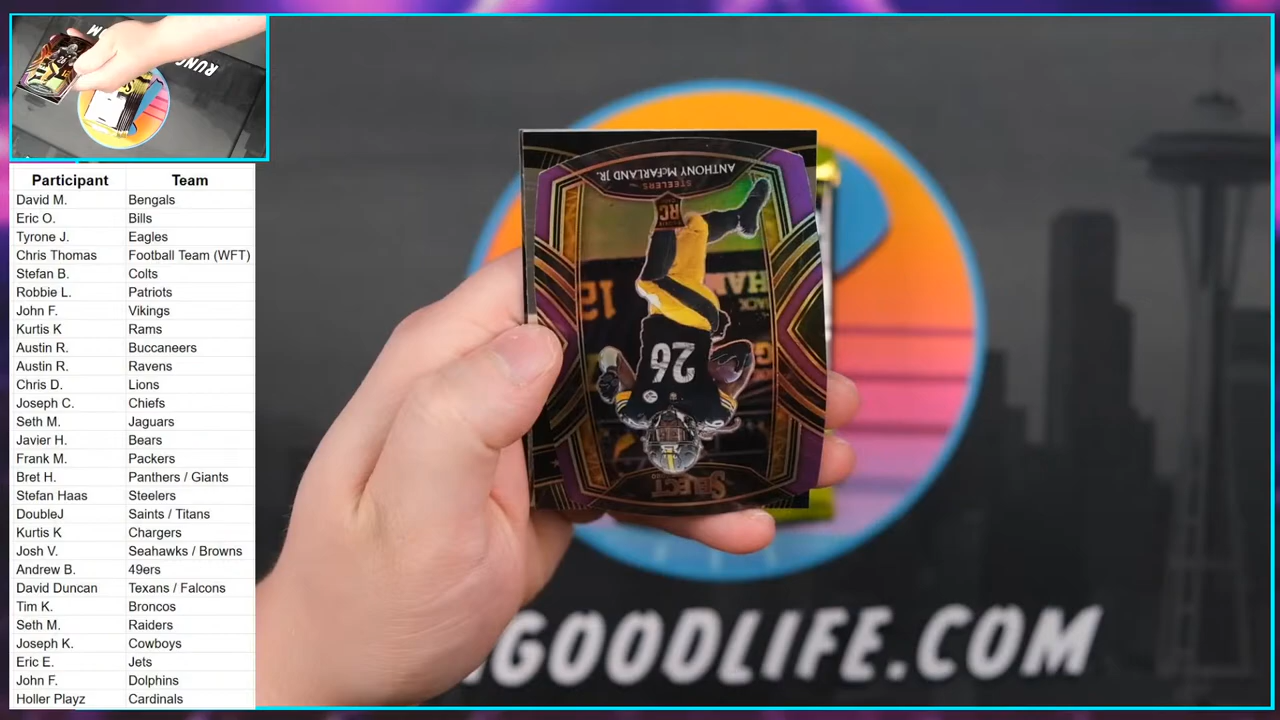 M
RUNG
Participant Team
David M. Bengals
Eric O. Bills
Tyrone J. Eagles
Chris Thomas Football Team (WFT)
Stefan B. Colts
Robbie L. Patriots
John F. Vikings
Kurtis K Rams
Austin R. Buccaneers
Austin R. Ravens
Chris D. Lions
Joseph C. Chiefs
Seth M. Jaguars
Javier H. Bears
Frank M. Packers
Bret H. Panthers / Giants
Stefan Haas Steelers
DoubleJ Saints / Titans
Kurtis K Chargers
Josh V. Seahawks / Browns
Andrew B. 49ers
David Duncan Texans / Falcons
Tim K. Broncos
Seth M. Raiders
Joseph K. Cowboys
Eric E. Jets
John F. Dolphins
Holler Playz Cardinals
ANTHONY McFARLAND JR.
STEELERS
RC
12
HAM
JACK
26
SELECT
GOODLIFE.COM